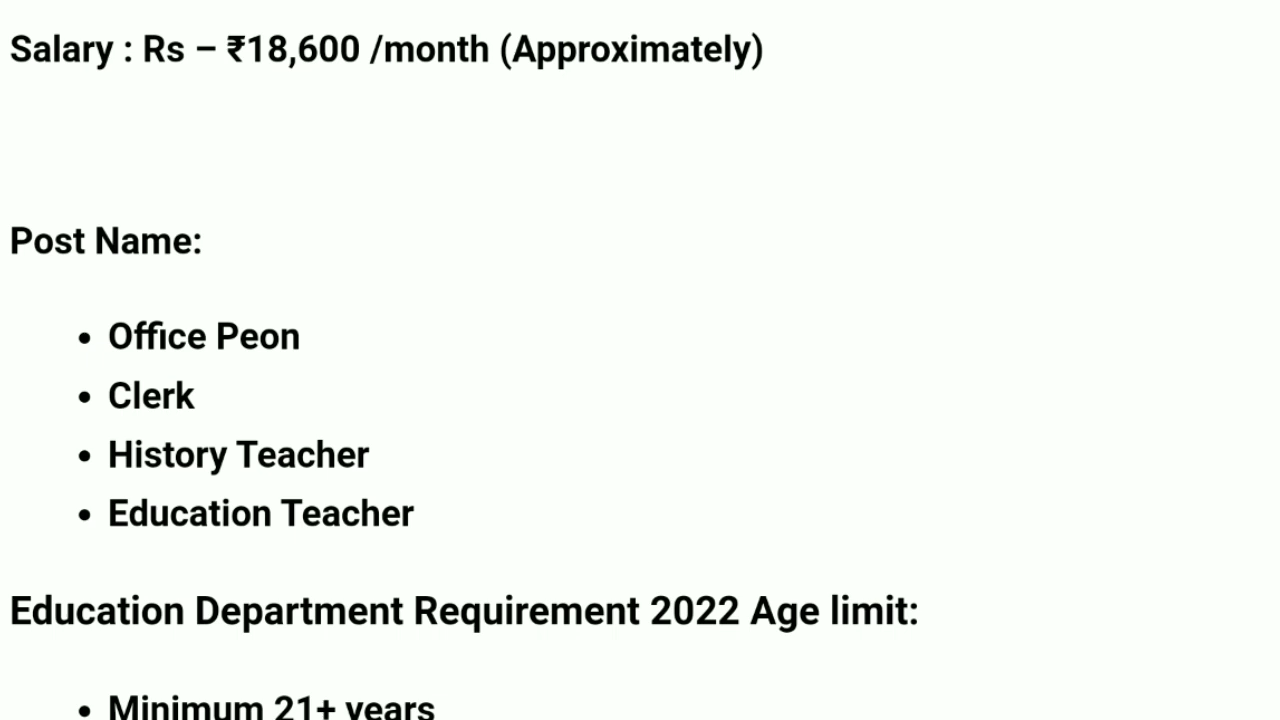 Salary : Rs – ₹18,600 /month (Approximately)
Post Name:
• Office Peon
• Clerk
• History Teacher
• Education Teacher
Education Department Requirement 2022 Age limit:
• Minimum 21+ years